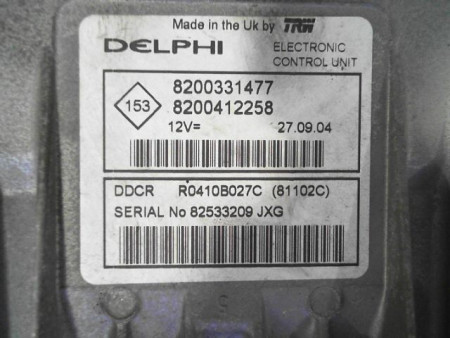 Made in the Uk by TRW
DELPHI
ELECTRONIC
CONTROL UNIT
153
8200331477
8200412258
12V=
27.09.04
DDCR R0410B027C (81102C)
SERIAL No 82533209 JXG